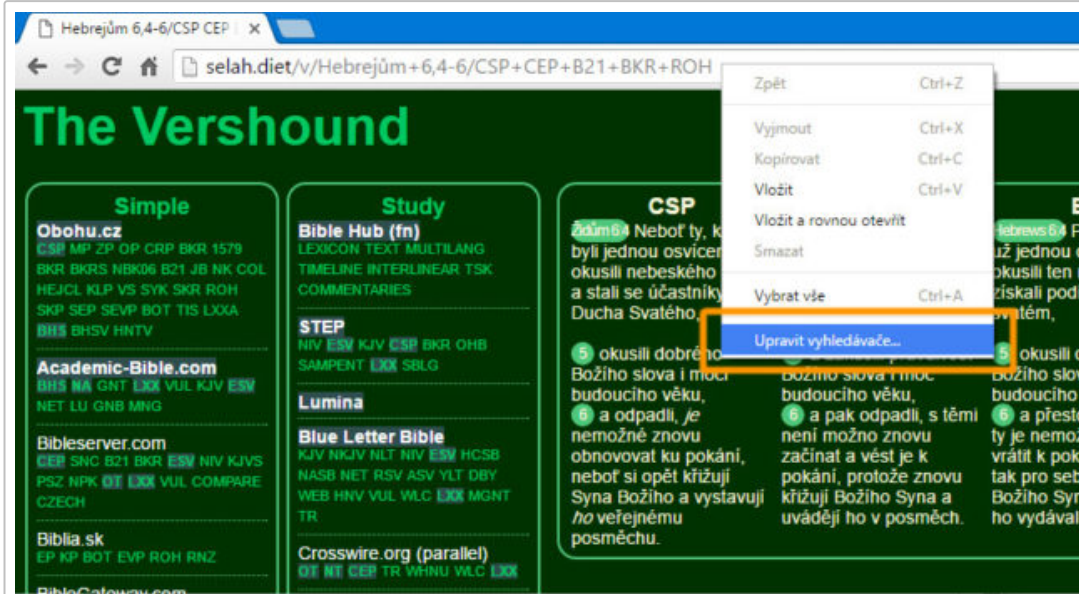 Hebrejům 6,4-6/CSP CEP
selah.diet/v/Hebrejům+6,4-6/CSP+CEP+B21+BKR+ROH
Zpět Ctrl+Z
Vyjmout Ctrl+X
Kopírovat Ctrl+C
Vložit Ctrl+V
Vložit a rovnou otevřít
Smazat
Vybrat vše Ctrl+A
Upravit vyhledávače...
The Vershound
Simple
Obohu.cz
CSP MP ZP OP CRP BKR 1579
BKR BKRS NBK06 B21 JB NK COL
HEJCL KLP VS SYK SKR ROH
SKP SEP SEVP BOT TIS LXXA
BHS BHSV HNTV
Academic-Bible.com
BHS NA GNT LXX VUL KJV ESV
NET LU GNB MNG
Bibleserver.com
CEP SNC B21 BKR ESV NIV KJVS
PSZ NPK OT LXX VUL COMPARE
CZECH
Biblia.sk
EP KP BOT EVP ROH RNZ
BibleGateway.com
Study
Bible Hub (fn)
LEXICON TEXT MULTILANG
TIMELINE INTERLINEAR TSK
COMMENTARIES
STEP
NIV ESV KJV CSP BKR OHB
SAMPENT LXX SBLG
Lumina
Blue Letter Bible
KJV NKJV NLT NIV ESV HCSB
NASB NET RSV ASV YLT DBY
WEB HNV VUL WLC LXX MGNT
TR
Crosswire.org (parallel)
OT NT CEP TR WHNU WLC LXX
CSP
Židům 6 4 Neboť ty, k
byli jednou osvícen
okusili nebeského
a stali se účastníky
Ducha Svatého,
5 okusili dobrého
Božího slova i moci
budoucího věku,
6 a odpadli, je
nemožné znovu
obnovovat ku pokání,
neboť si opět křižují
Syna Božího a vystavují
ho veřejnému
posměchu.
Božího slova i moc
budoucího věku,
6 a pak odpadli, s těmi
není možno znovu
začínat a vést je k
pokání, protože znovu
křižují Božího Syna a
uvádějí ho v posměch.
Hebrews 6 4
už jednou
okusili ten
získali pod
svatém,
5 okusili
Božího slov
budoucího
6 a přesto
ty je nemož
vrátit k pok
tak pro seb
Božího Syn
ho vydával